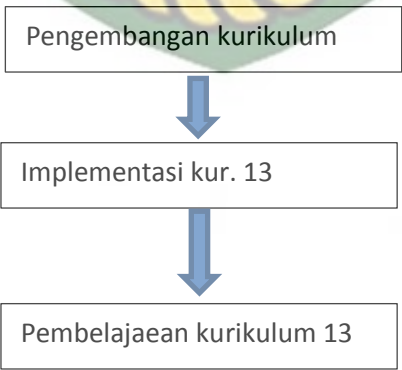 Pengembangan kurikulum
Implementasi kur. 13
Pembelajaean kurikulum 13